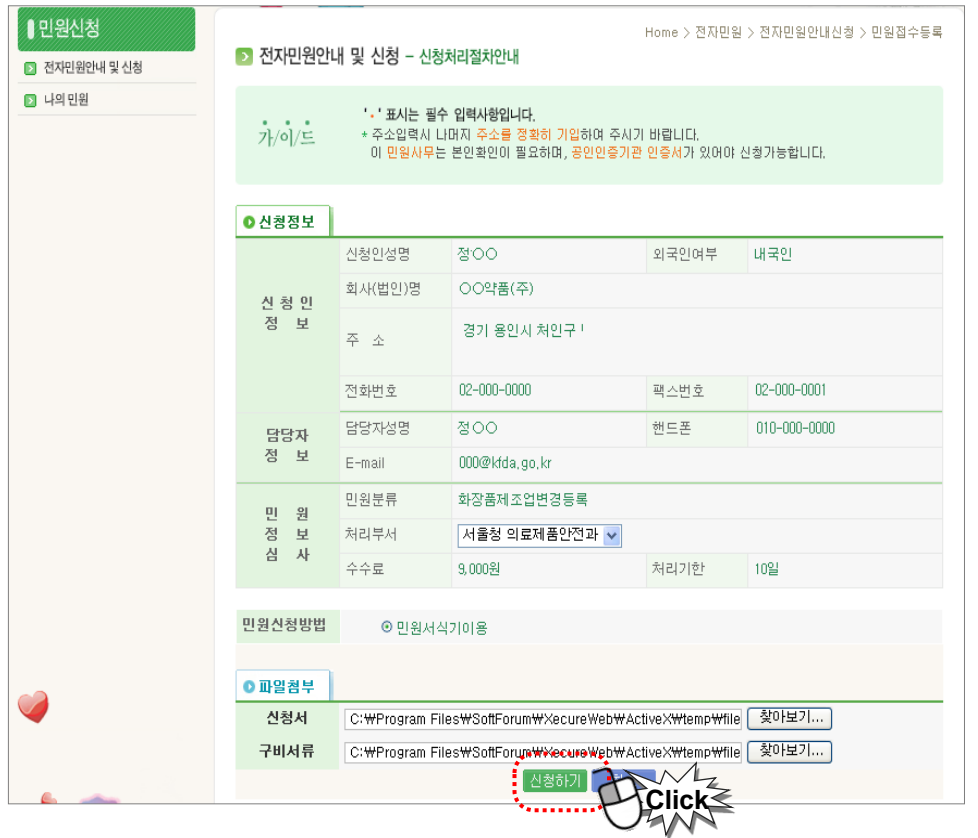 민원신청
전자민원안내 및 신청
나의 민원
Home > 전자민원 > 전자민원안내신청 > 민원접수등록
전자민원안내 및 신청 - 신청처리절차안내
가/이/드
'•' 표시는 필수 입력사항입니다.
* 주소입력시 나머지 주소를 정확히 기입하여 주시기 바랍니다.
이 민원사무는 본인확인이 필요하며, 공인인증기관 인증서가 있어야 신청가능합니다.
신청정보
신청인 정보
신청인성명 정○○ 외국인여부 내국인
회사(법인)명 ○○약품(주)
주 소 경기 용인시 처인구
전화번호 02-000-0000 팩스번호 02-000-0001
담당자 정보
담당자성명 정○○ 핸드폰 010-000-0000
E-mail 000@kfda.go.kr
민원 정보 심사
민원분류 화장품제조업변경등록
처리부서 서울청 의료제품안전과
수수료 9,000원 처리기한 10일
민원신청방법 민원서식기이용
파일첨부
신청서 C:₩Program Files₩SoftForum₩XecureWeb₩ActiveX₩temp₩file 찾아보기...
구비서류 C:₩Program Files₩SoftForum₩XecureWeb₩ActiveX₩temp₩file 찾아보기...
신청하기
Click